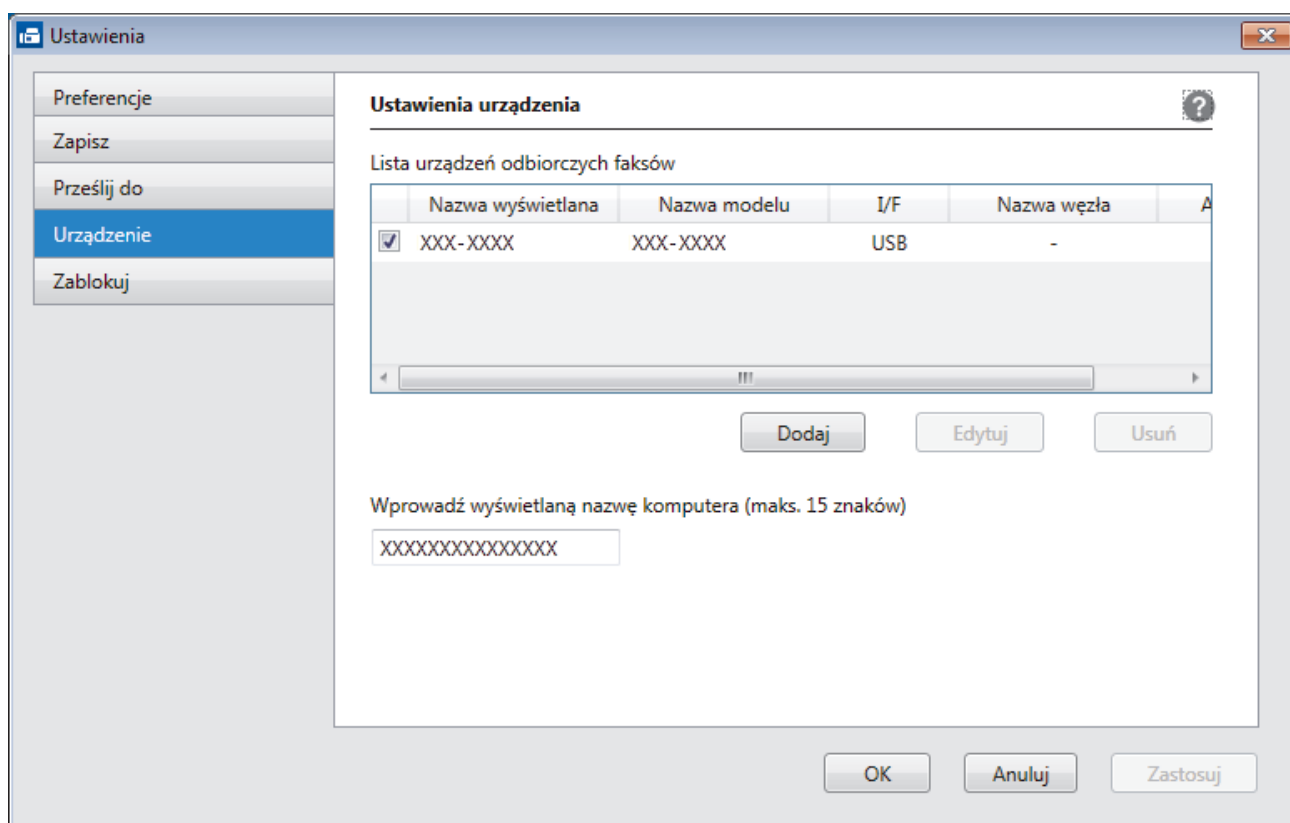 Ustawienia
Preferencje
Zapisz
Prześlij do
Urządzenie
Zablokuj
Ustawienia urządzenia
?
Lista urządzeń odbiorczych faksów
Nazwa wyświetlana Nazwa modelu I/F Nazwa węzła A
XXX-XXXX XXX-XXXX USB -
Dodaj Edytuj Usuń
Wprowadź wyświetlaną nazwę komputera (maks. 15 znaków)
XXXXXXXXXXXXXXX
OK Anuluj Zastosuj